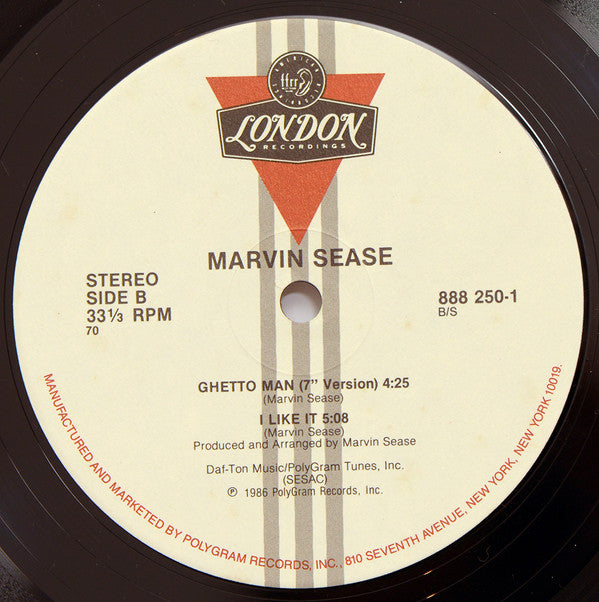 LONDON
RECORDINGS
MARVIN SEASE
STEREO
SIDE B
33⅓ RPM
70
888 250-1
B/S
GHETTO MAN (7" Version) 4:25
(Marvin Sease)
I LIKE IT 5:08
(Marvin Sease)
Produced and Arranged by Marvin Sease
Daf-Ton Music/PolyGram Tunes, Inc.
(SESAC)
℗ 1986 PolyGram Records, Inc.
MANUFACTURED AND MARKETED BY POLYGRAM RECORDS, INC., 810 SEVENTH AVENUE, NEW YORK, NEW YORK 10019.